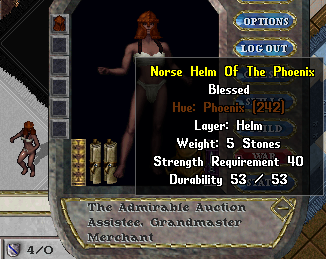 OPTIONS
LOG OUT
Norse Helm Of The Phoenix
Blessed
Hue: Phoenix (242)
Layer: Helm
Weight: 5 Stones
Strength Requirement 40
Durability 53 / 53
The Admirable Auction
Assistee, Grandmaster
Merchant
4/0